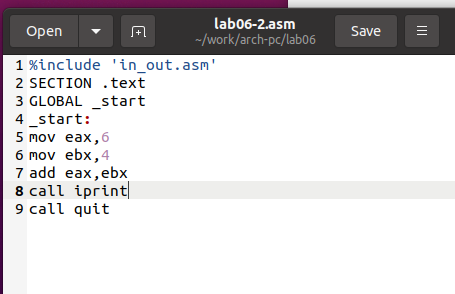 Open
lab06-2.asm
~/work/arch-pc/lab06
Save
1 %include 'in_out.asm'
2 SECTION .text
3 GLOBAL _start
4 _start:
5 mov eax,6
6 mov ebx,4
7 add eax,ebx
8 call iprint
9 call quit